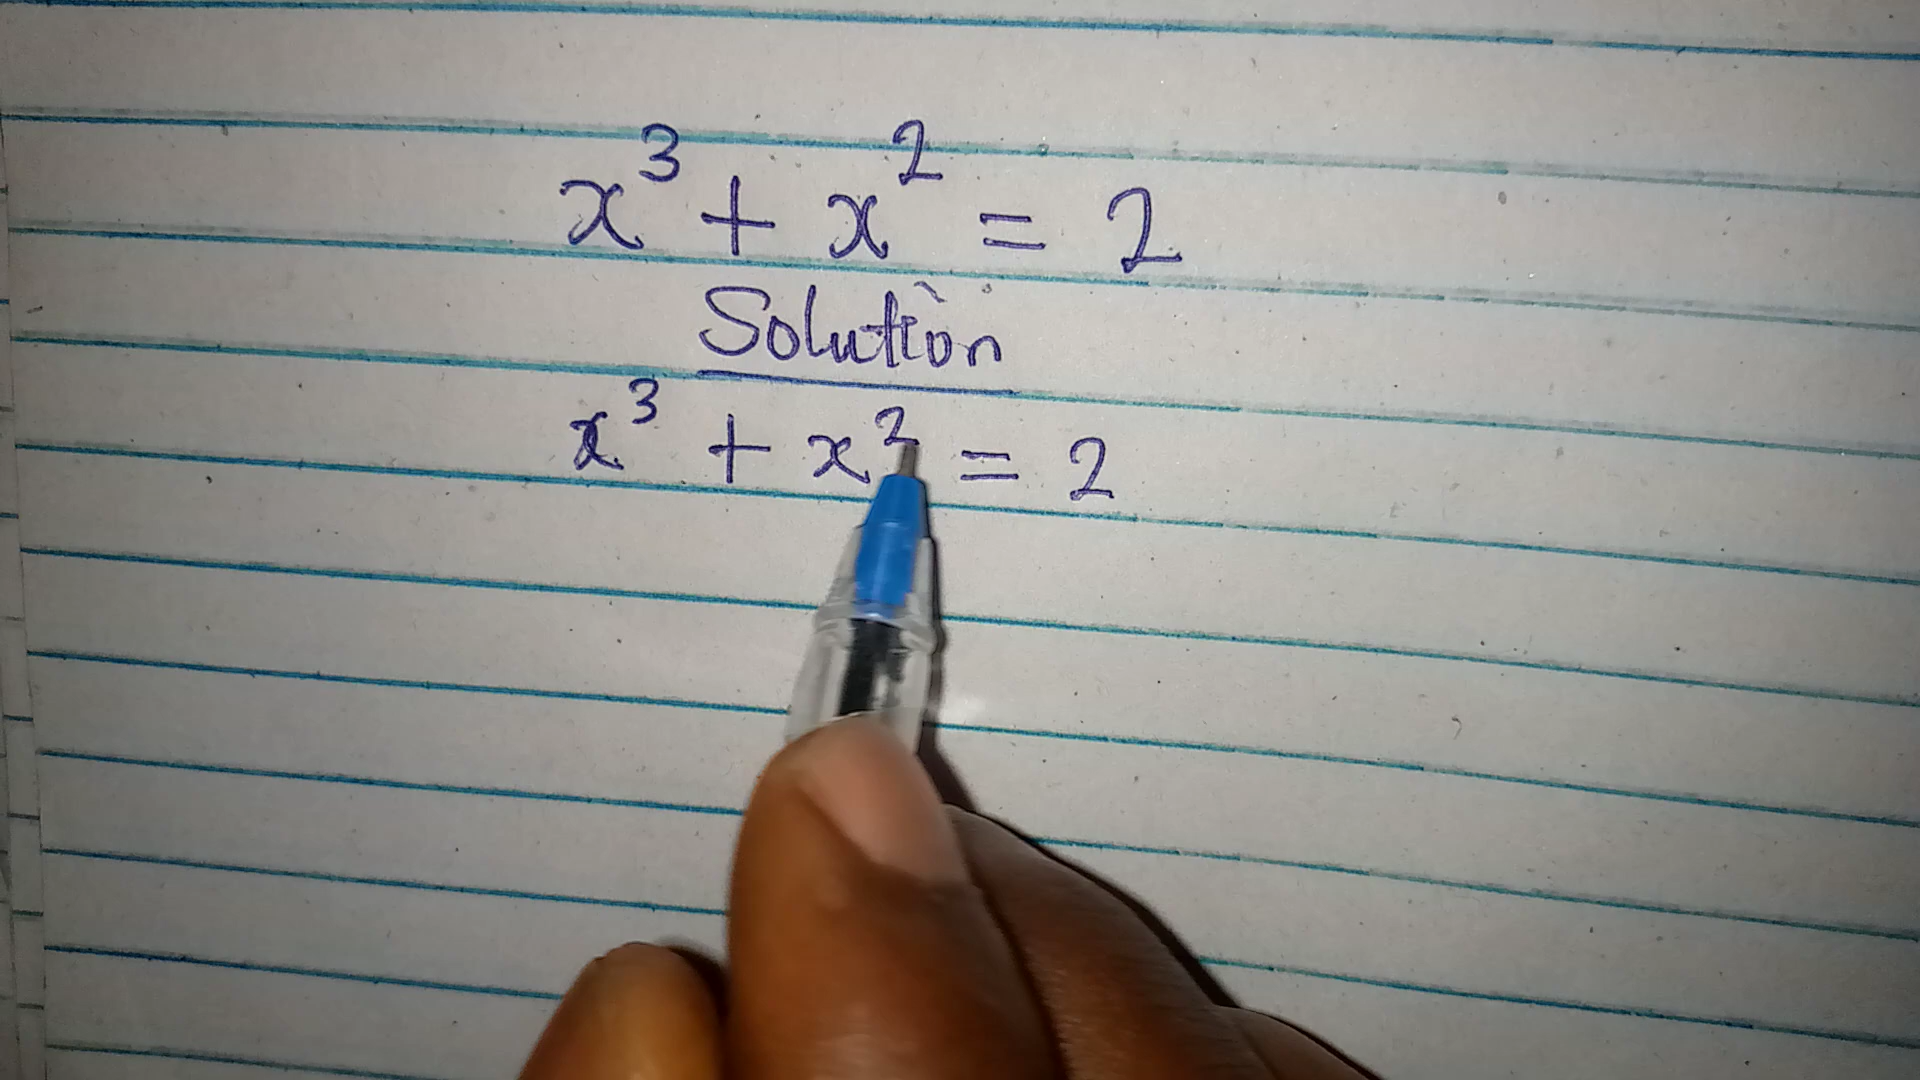 x³ + x² = 2
Solution
x³ + x² = 2